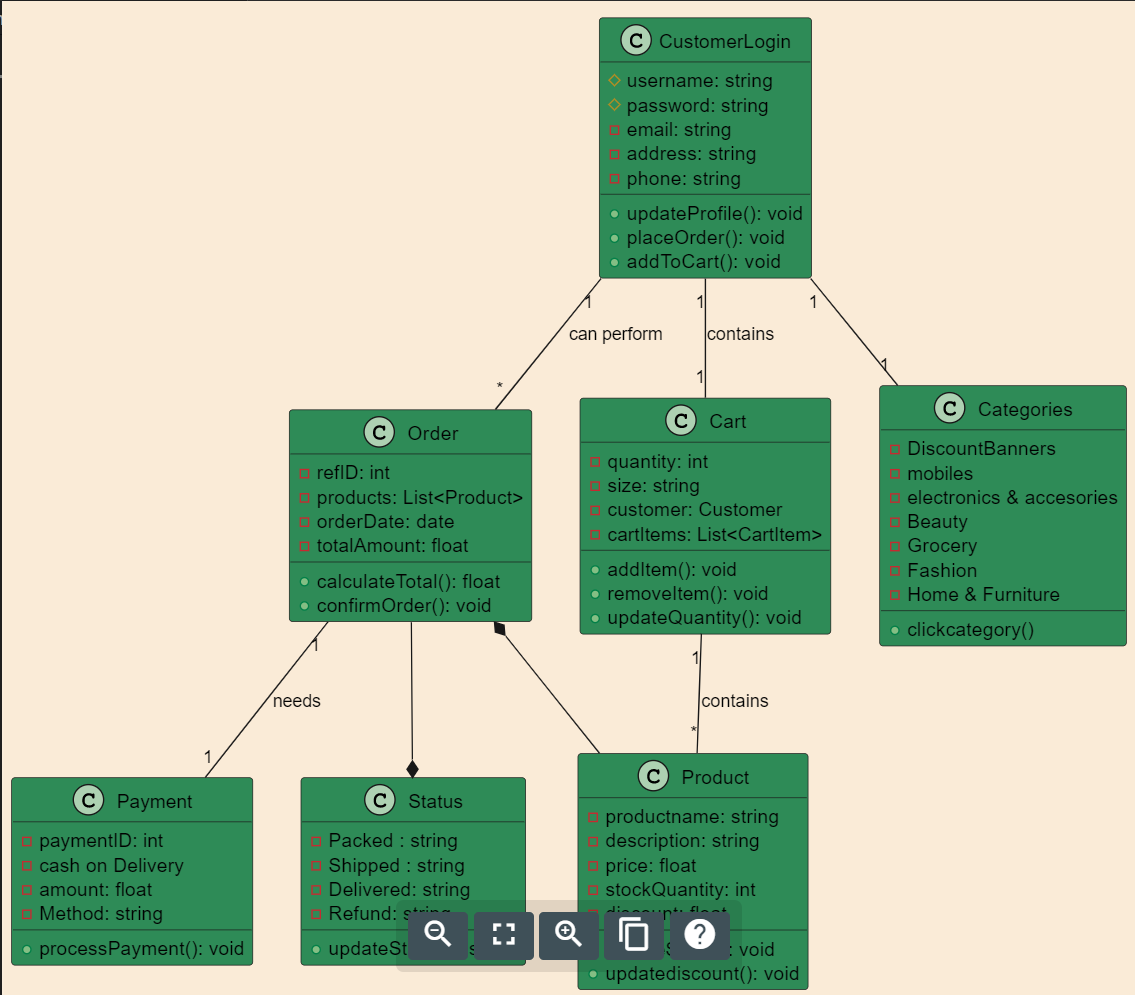 C CustomerLogin
username: string
password: string
email: string
address: string
phone: string
updateProfile(): void
placeOrder(): void
addToCart(): void
1
can perform
*
1
contains
1
1
1
C Order
refID: int
products: List<Product>
orderDate: date
totalAmount: float
calculateTotal(): float
confirmOrder(): void
C Cart
quantity: int
size: string
customer: Customer
cartItems: List<CartItem>
addItem(): void
removeItem(): void
updateQuantity(): void
C Categories
DiscountBanners
mobiles
electronics & accesories
Beauty
Grocery
Fashion
Home & Furniture
clickcategory()
1
needs
1
1
contains
*
C Payment
paymentID: int
cash on Delivery
amount: float
Method: string
processPayment(): void
C Status
Packed : string
Shipped : string
Delivered: string
Refund: string
C Product
productname: string
description: string
price: float
stockQuantity: int
discount: float
void
updatediscount(): void
?